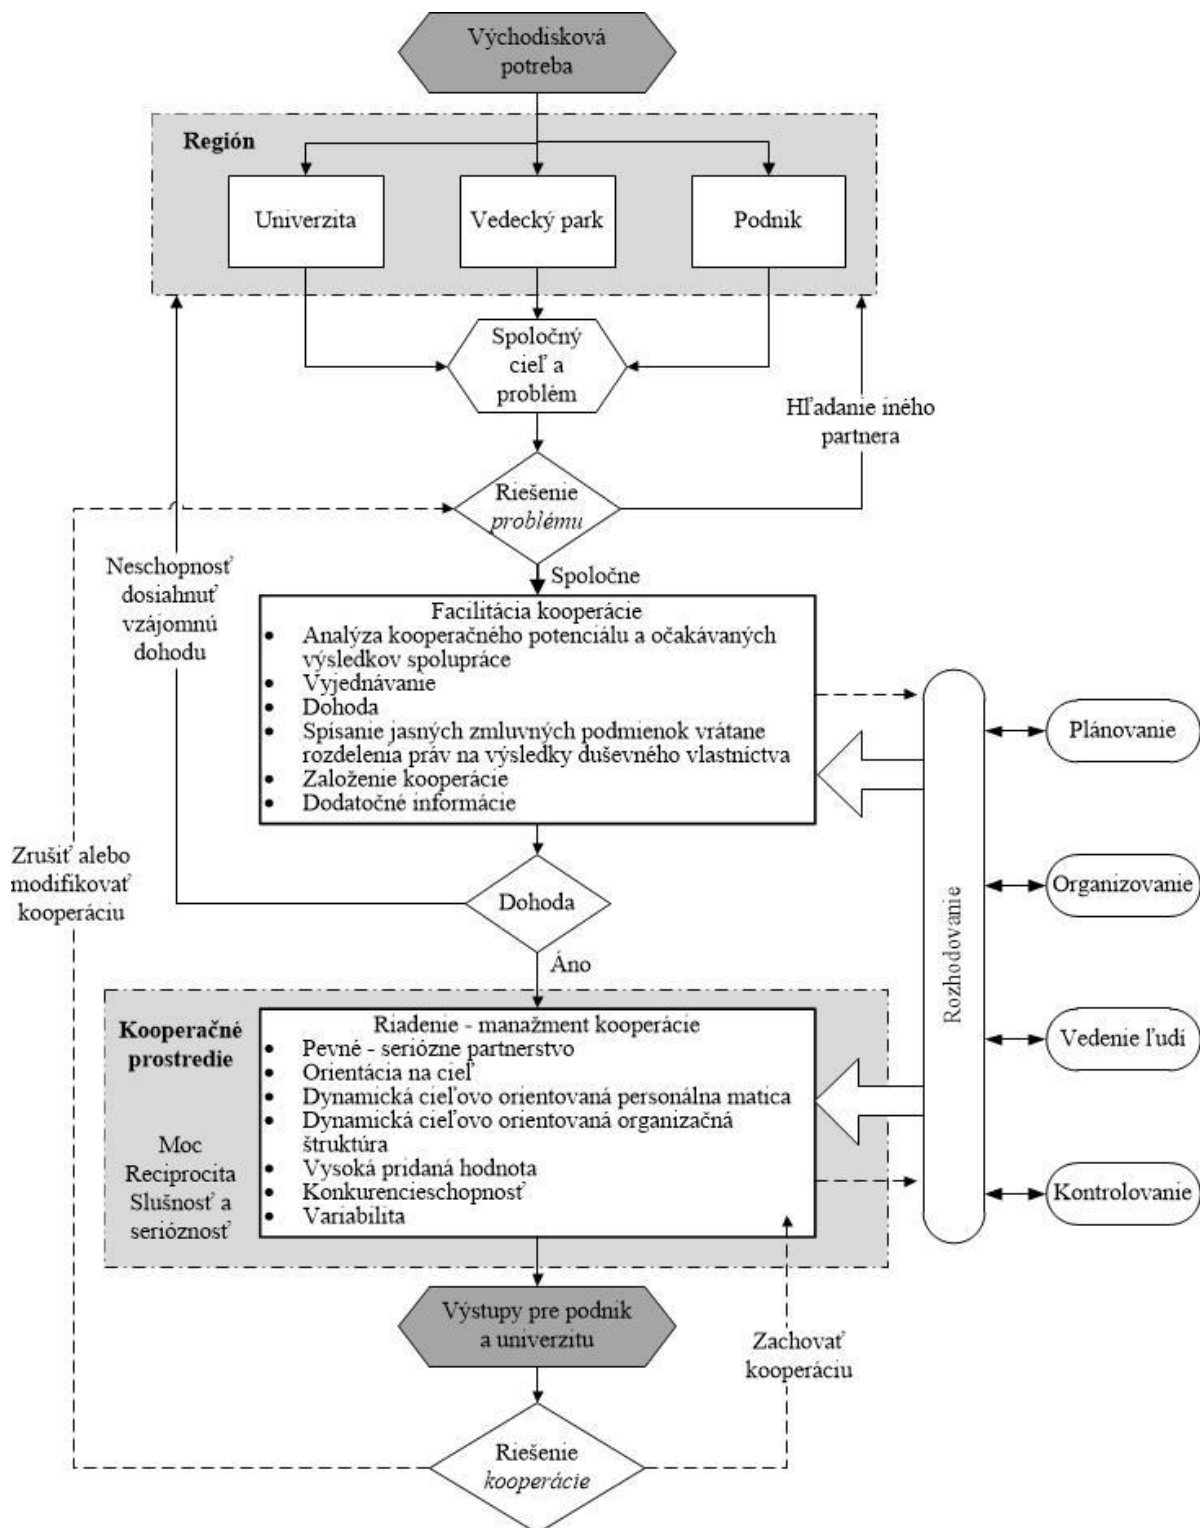 Východisková
potreba
Región
Univerzita
Vedecký park
Podnik
Spoločný
cieľ a
problém
Hľadanie iného
partnera
Riešenie
problému
Neschopnosť
dosiahnuť
vzájomnú
dohodu
Spoločne
Facilitácia kooperácie
• Analýza kooperačného potenciálu a očakávaných
výsledkov spolupráce
• Vyjednávanie
• Dohoda
• Spísanie jasných zmluvných podmienok vrátane
rozdelenia práv na výsledky duševného vlastníctva
• Založenie kooperácie
• Dodatočné informácie
Rozhodovanie
Plánovanie
Organizovanie
Vedenie ľudí
Kontrolovanie
Zrušiť alebo
modifikovať
kooperáciu
Dohoda
Áno
Kooperačné
prostredie
Moc
Reciprocita
Slušnosť a
serióznosť
Riadenie - manažment kooperácie
• Pevné - seriózne partnerstvo
• Orientácia na cieľ
• Dynamická cieľovo orientovaná personálna matica
• Dynamická cieľovo orientovaná organizačná
štruktúra
• Vysoká pridaná hodnota
• Konkurencieschopnosť
• Variabilita
Výstupy pre podnik
a univerzitu
Zachovať
kooperáciu
Riešenie
kooperácie